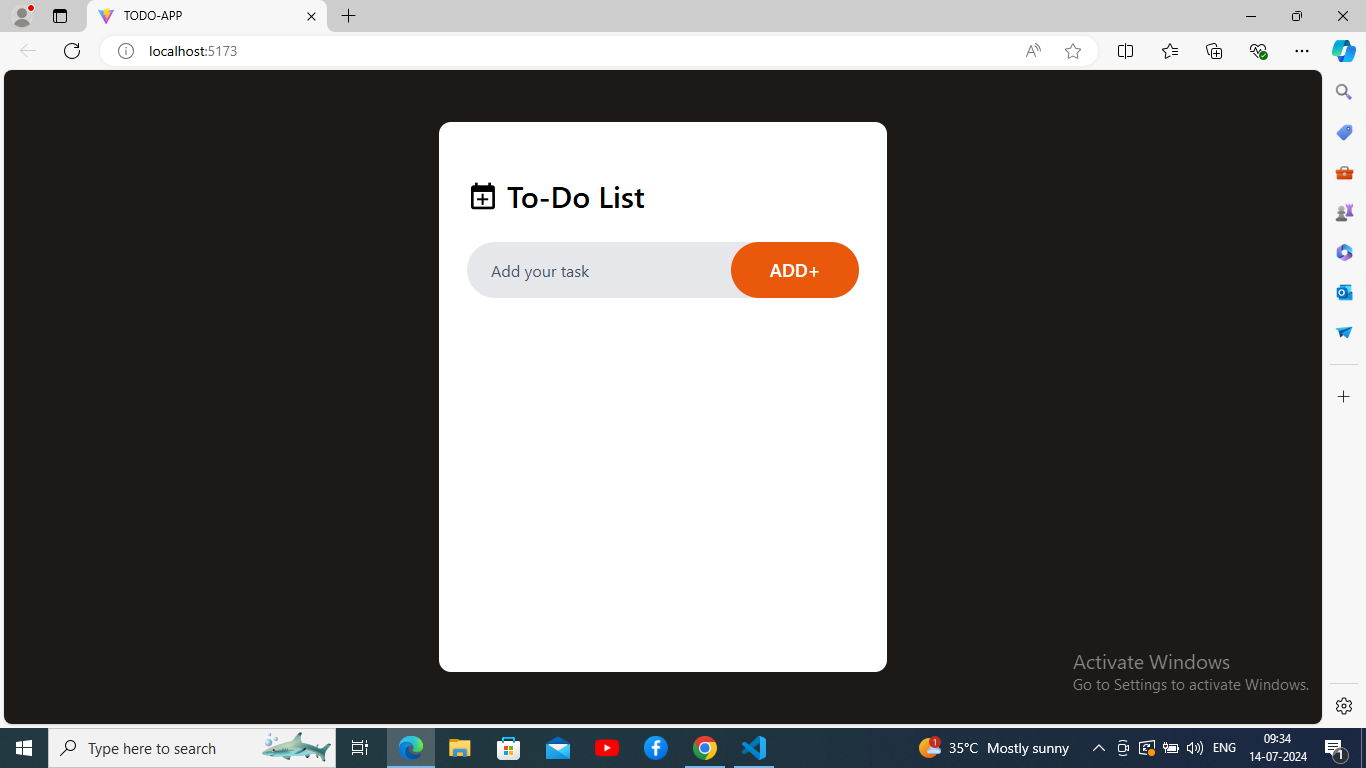 TODO-APP
localhost:5173
To-Do List
Add your task
ADD+
Activate Windows
Go to Settings to activate Windows.
Type here to search
1
35°C Mostly sunny
ENG
09:34
14-07-2024
1